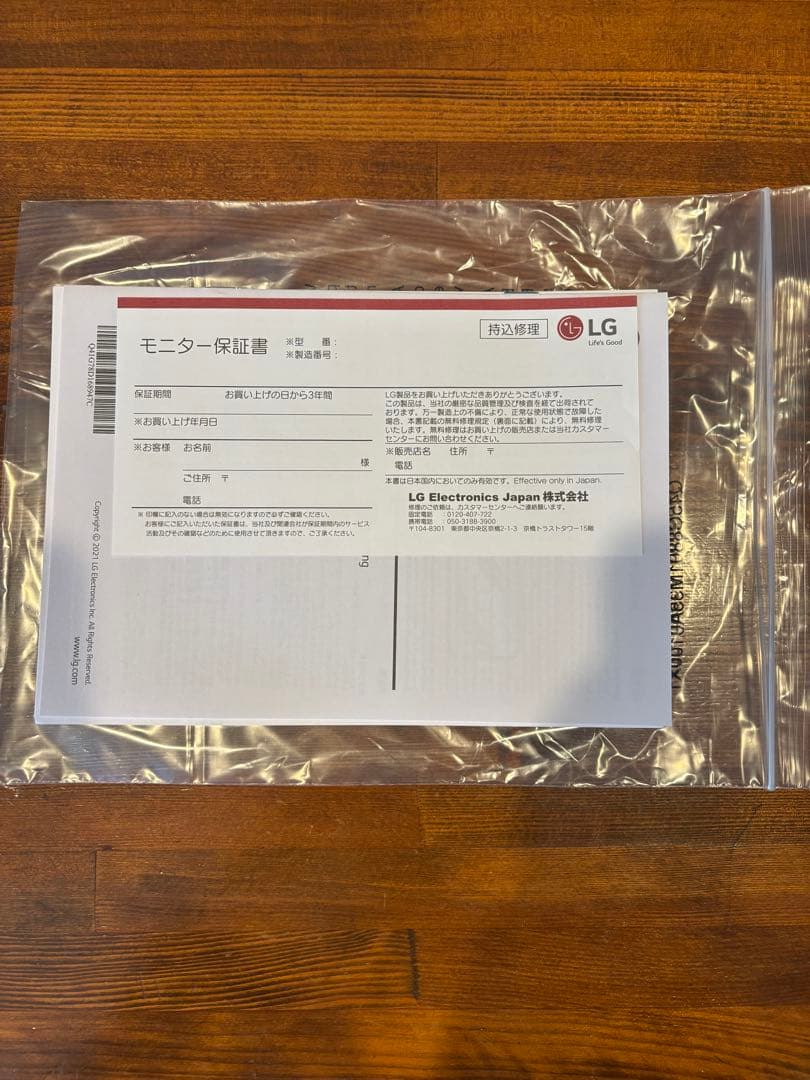 モニター保証書
※型　番：
※製造番号：
持込修理
LG
Life's Good
保証期間　お買い上げの日から3年間
※お買い上げ年月日
※お客様　お名前
様
ご住所　〒
電話
※ 印欄に記入のない場合は無効になりますので必ずご確認ください。
お客様にご記入いただいた保証書は、当社及び関連会社が保証期間内のサービス
活動及びその確認などのために使用させて頂きますので、ご了承ください。
LG製品をお買い上げいただきありがとうございます。
この製品は、当社の厳密な品質管理及び検査を経て出荷されて
おります。万一製造上の不備により、正常な使用状態で故障した
場合、本書記載の無料修理規定（裏面に記載）により、無料修理
いたします。無料修理はお買い上げの販売店または当社カスタマー
センターにお問い合わせください。
※販売店名　住所　〒
電話
本書は日本国内においてのみ有効です。Effective only in Japan.
LG Electronics Japan 株式会社
修理のご依頼は、カスタマーセンターへご連絡願います。
固定電話　：0120-407-722
携帯電話　：050-3188-3900
〒104-8301　東京都中央区京橋2-1-3　京橋トラストタワー15階
Q41G78D168947C
Copyright © 2021 LG Electronics Inc. All Rights Reserved.
www.lg.com
ng